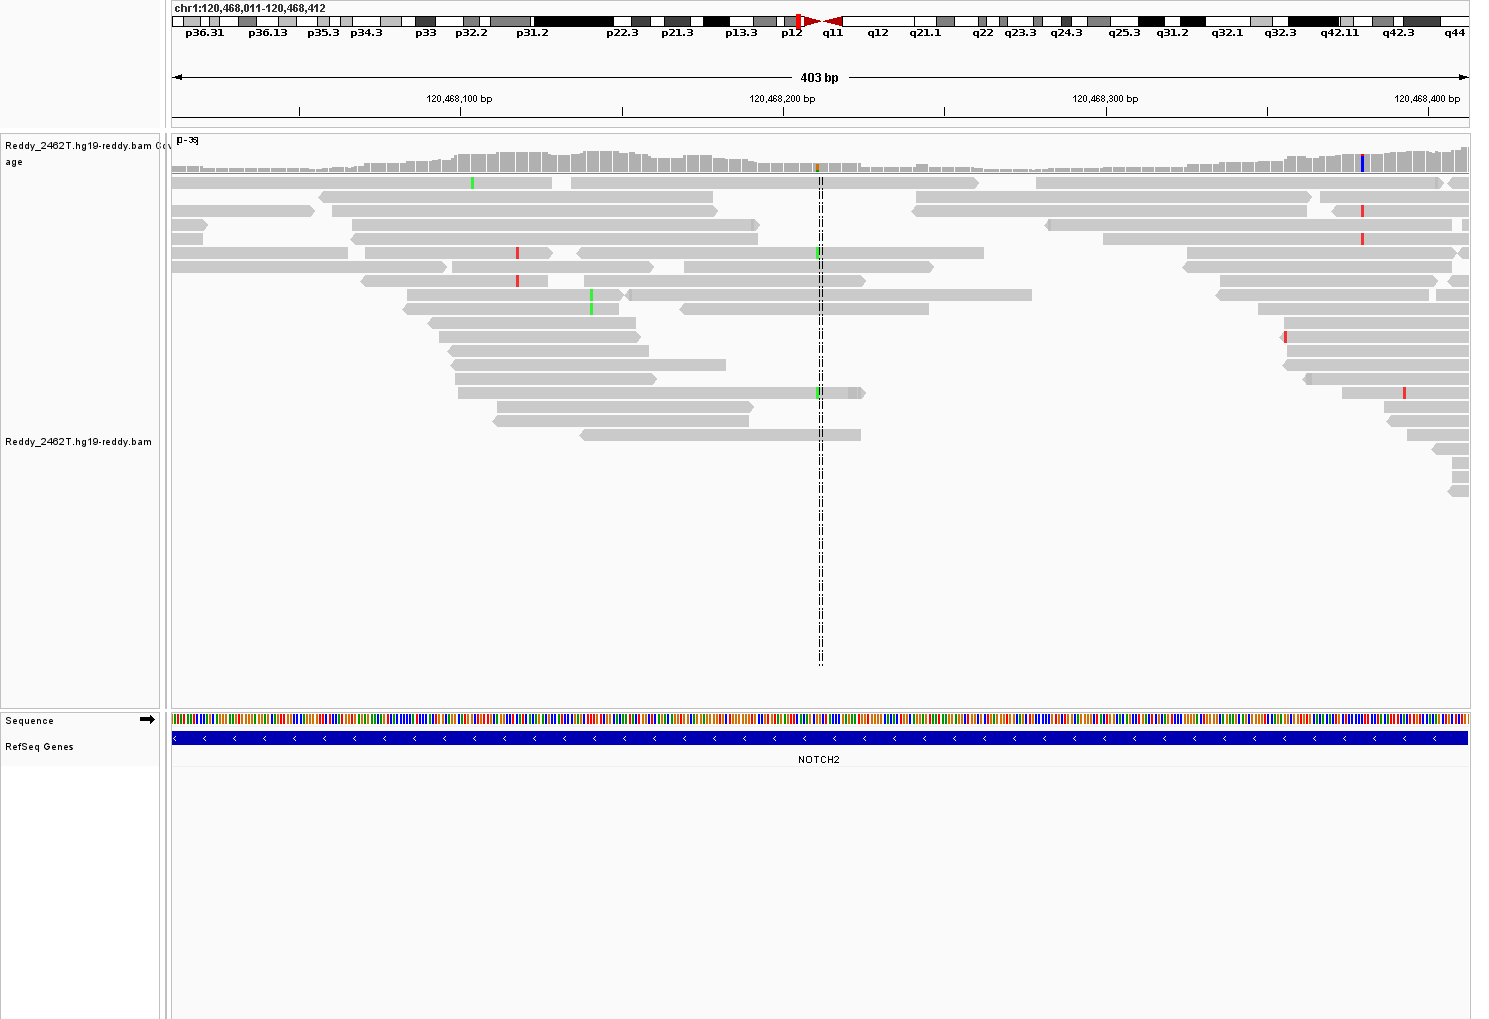 chr1:120,468,011-120,468,412
p36.31 p36.13 p35.3 p34.3 p33 p32.2 p31.2 p22.3 p21.3 p13.3 p12 q11 q12 q21.1 q22 q23.3 q24.3 q25.3 q31.2 q32.1 q32.3 q42.11 q42.3 q44
403 bp
120,468,100 bp 120,468,200 bp 120,468,300 bp 120,468,400 bp
[0-36]
Reddy_2462T.hg19-reddy.bam Cov
age
Reddy_2462T.hg19-reddy.bam
Sequence
RefSeq Genes
NOTCH2